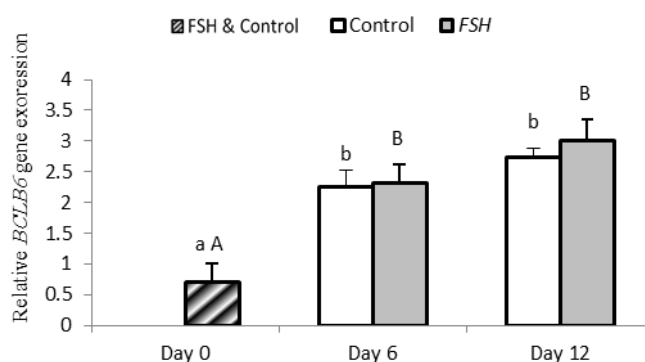 FSH & Control Control FSH
Relative BCLB6 gene exoression
4
3.5
3
2.5
2
1.5
1
0.5
0
a A
b B
b B
Day 0 Day 6 Day 12